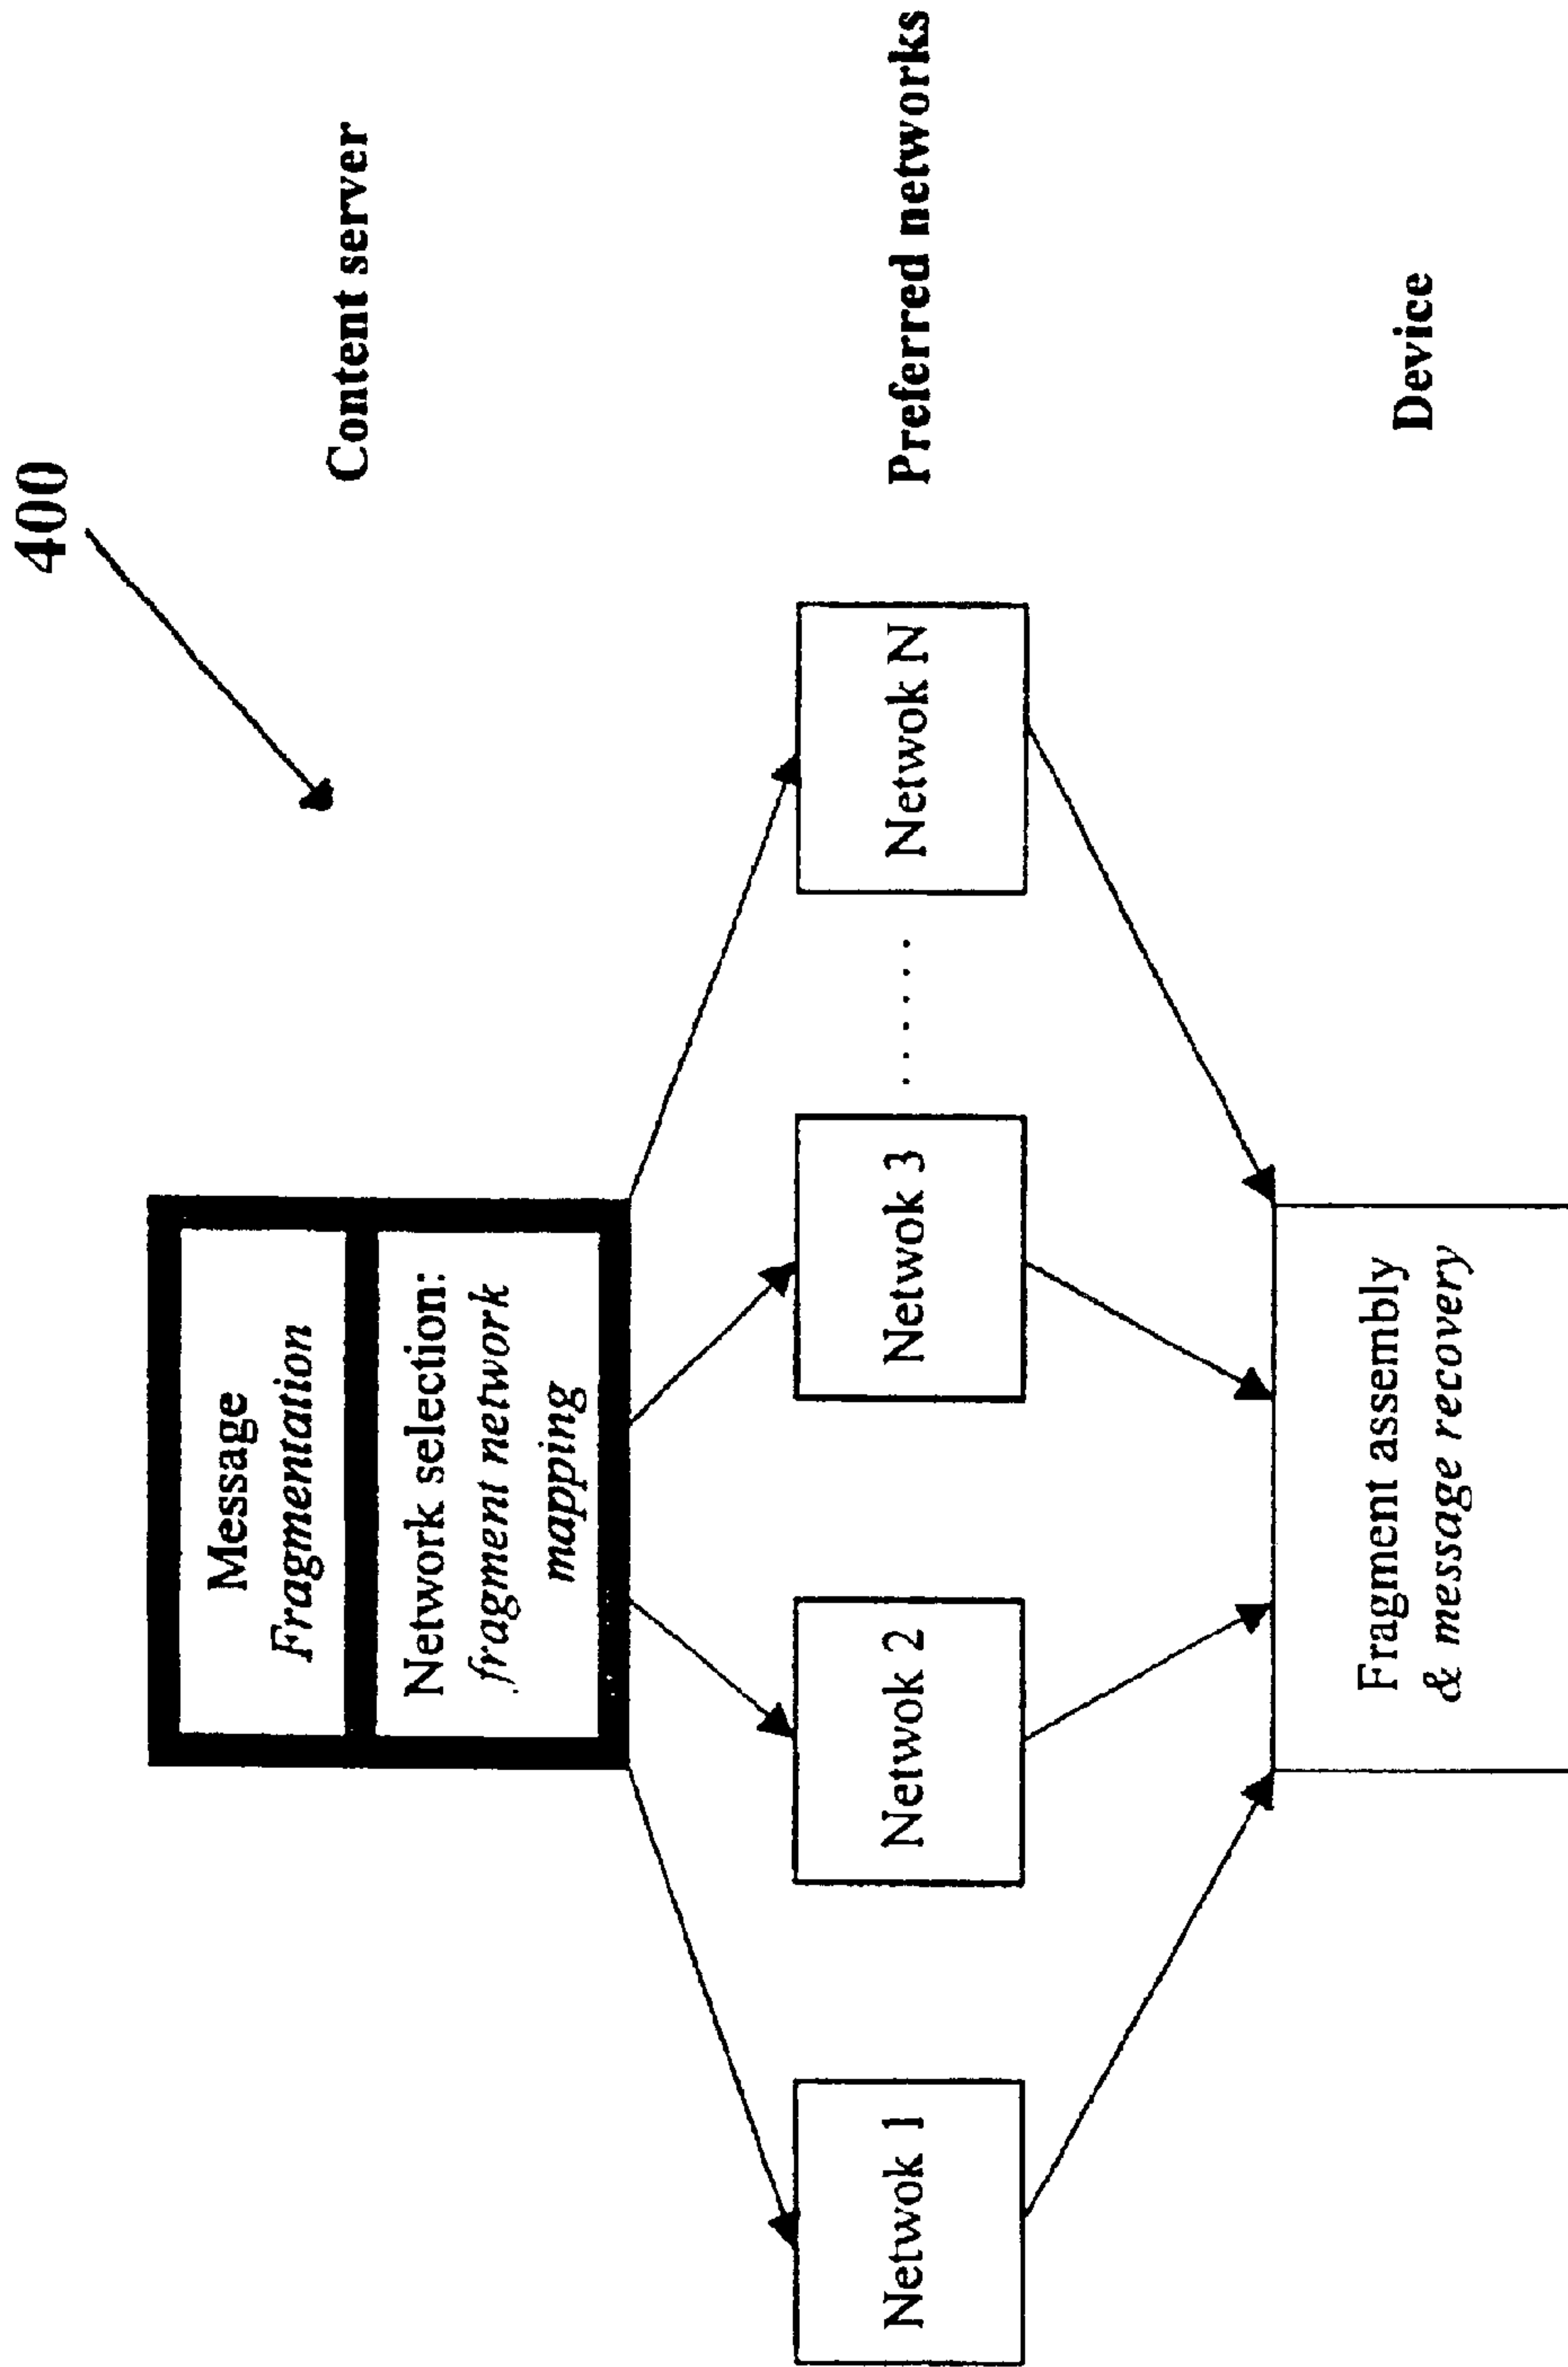 400
Message
Fragmentation
Content server
Network selection:
fragment network
mapping
Netwok 1
Netwok 2
Netwok 3
......
Netwok N
Preferred networks
Fragment assembly
& message recovery
Device